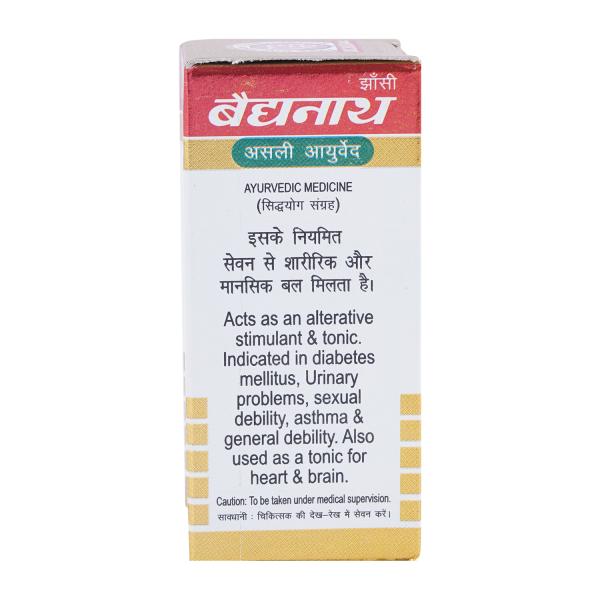 झाँसी
बैद्यनाथ
असली आयुर्वेद
AYURVEDIC MEDICINE
(सिद्धयोग संग्रह)
इसके नियमित
सेवन से शारीरिक और
मानसिक बल मिलता है।
Acts as an alterative
stimulant & tonic.
Indicated in diabetes
mellitus, Urinary
problems, sexual
debility, asthma &
general debility. Also
used as a tonic for
heart & brain.
Caution: To be taken under medical supervision.
सावधानी : चिकित्सक की देख-रेख मे सेवन करें।